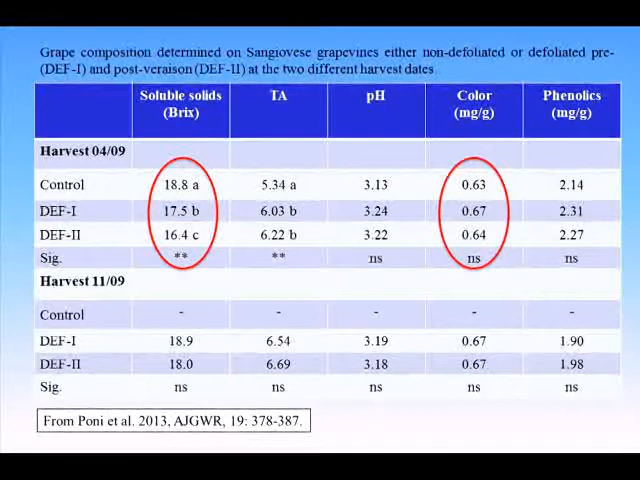 Grape composition determined on Sangiovese grapevines either non-defoliated or defoliated pre-
(DEF-I) and post-veraison (DEF-II) at the two different harvest dates.
Soluble solids (Brix) TA pH Color (mg/g) Phenolics (mg/g)
Harvest 04/09
Control 18.8 a 5.34 a 3.13 0.63 2.14
DEF-I 17.5 b 6.03 b 3.24 0.67 2.31
DEF-II 16.4 c 6.22 b 3.22 0.64 2.27
Sig. ** ** ns ns ns
Harvest 11/09
Control - - - - -
DEF-I 18.9 6.54 3.19 0.67 1.90
DEF-II 18.0 6.69 3.18 0.67 1.98
Sig. ns ns ns ns ns
From Poni et al. 2013, AJGWR, 19: 378-387.